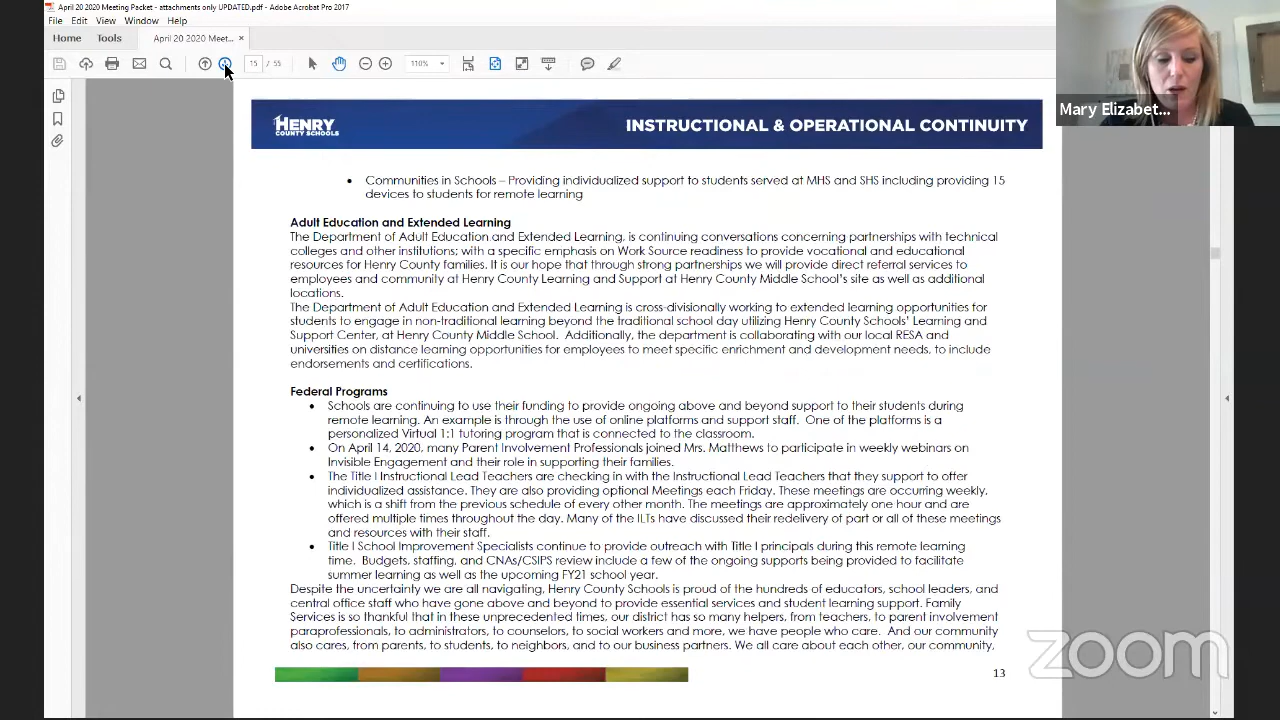 April 20 2020 Meeting Packet - attachments only UPDATED.pdf - Adobe Acrobat Pro 2017
File Edit View Window Help
Home Tools April 20 2020 Meet... ×
15 / 55 110%
Mary Elizabet...
HENRY
COUNTY SCHOOLS
INSTRUCTIONAL & OPERATIONAL CONTINUITY
• Communities in Schools – Providing individualized support to students served at MHS and SHS including providing 15
devices to students for remote learning
Adult Education and Extended Learning
The Department of Adult Education and Extended Learning, is continuing conversations concerning partnerships with technical
colleges and other institutions; with a specific emphasis on Work Source readiness to provide vocational and educational
resources for Henry County families. It is our hope that through strong partnerships we will provide direct referral services to
employees and community at Henry County Learning and Support at Henry County Middle School's site as well as additional
locations.
The Department of Adult Education and Extended Learning is cross-divisionally working to extended learning opportunities for
students to engage in non-traditional learning beyond the traditional school day utilizing Henry County Schools' Learning and
Support Center, at Henry County Middle School. Additionally, the department is collaborating with our local RESA and
universities on distance learning opportunities for employees to meet specific enrichment and development needs, to include
endorsements and certifications.
Federal Programs
• Schools are continuing to use their funding to provide ongoing above and beyond support to their students during
remote learning. An example is through the use of online platforms and support staff. One of the platforms is a
personalized Virtual 1:1 tutoring program that is connected to the classroom.
• On April 14, 2020, many Parent Involvement Professionals joined Mrs. Matthews to participate in weekly webinars on
Invisible Engagement and their role in supporting their families.
• The Title I Instructional Lead Teachers are checking in with the Instructional Lead Teachers that they support to offer
individualized assistance. They are also providing optional Meetings each Friday. These meetings are occurring weekly,
which is a shift from the previous schedule of every other month. The meetings are approximately one hour and are
offered multiple times throughout the day. Many of the ILTs have discussed their redelivery of part or all of these meetings
and resources with their staff.
• Title I School Improvement Specialists continue to provide outreach with Title I principals during this remote learning
time. Budgets, staffing, and CNAs/CSIPS review include a few of the ongoing supports being provided to facilitate
summer learning as well as the upcoming FY21 school year.
Despite the uncertainty we are all navigating, Henry County Schools is proud of the hundreds of educators, school leaders, and
central office staff who have gone above and beyond to provide essential services and student learning support. Family
Services is so thankful that in these unprecedented times, our district has so many helpers, from teachers, to parent involvement
paraprofessionals, to administrators, to counselors, to social workers and more, we have people who care. And our community
also cares, from parents, to students, to neighbors, and to our business partners. We all care about each other, our community,
13
zoom